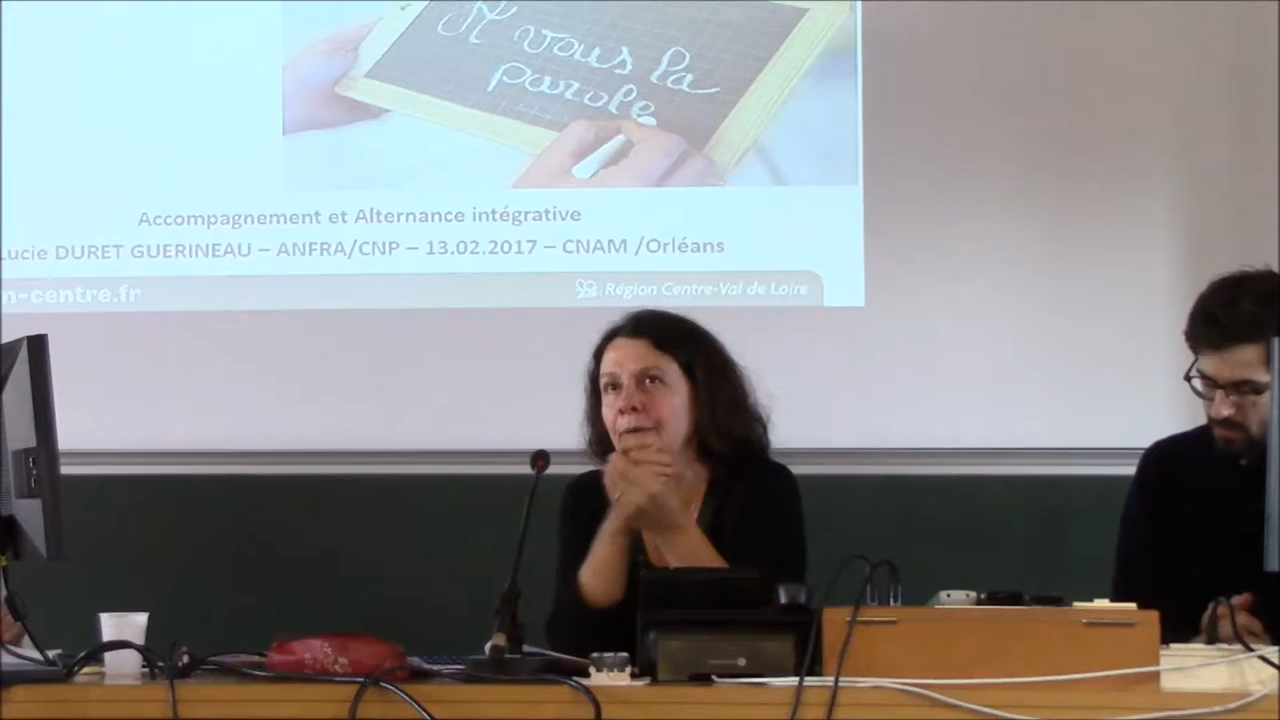 A vous la
parole
Accompagnement et Alternance intégrative
Lucie DURET GUERINEAU – ANFRA/CNP – 13.02.2017 – CNAM /Orléans
n-centre.fr
Région Centre-Val de Loire